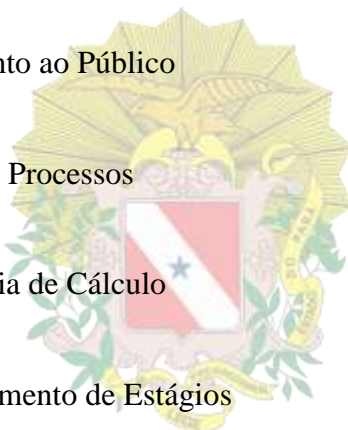 nto ao Público
Processos
ia de Cálculo
mento de Estágios